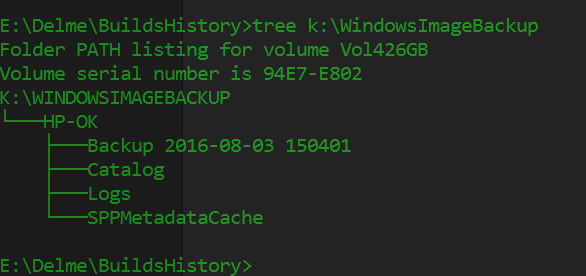 E:\Delme\BuildsHistory>tree k:\WindowsImageBackup
Folder PATH listing for volume Vol426GB
Volume serial number is 94E7-E802
K:\WINDOWSIMAGEBACKUP
└───HP-OK
    ├───Backup 2016-08-03 150401
    ├───Catalog
    ├───Logs
    └───SPPMetadataCache
E:\Delme\BuildsHistory>